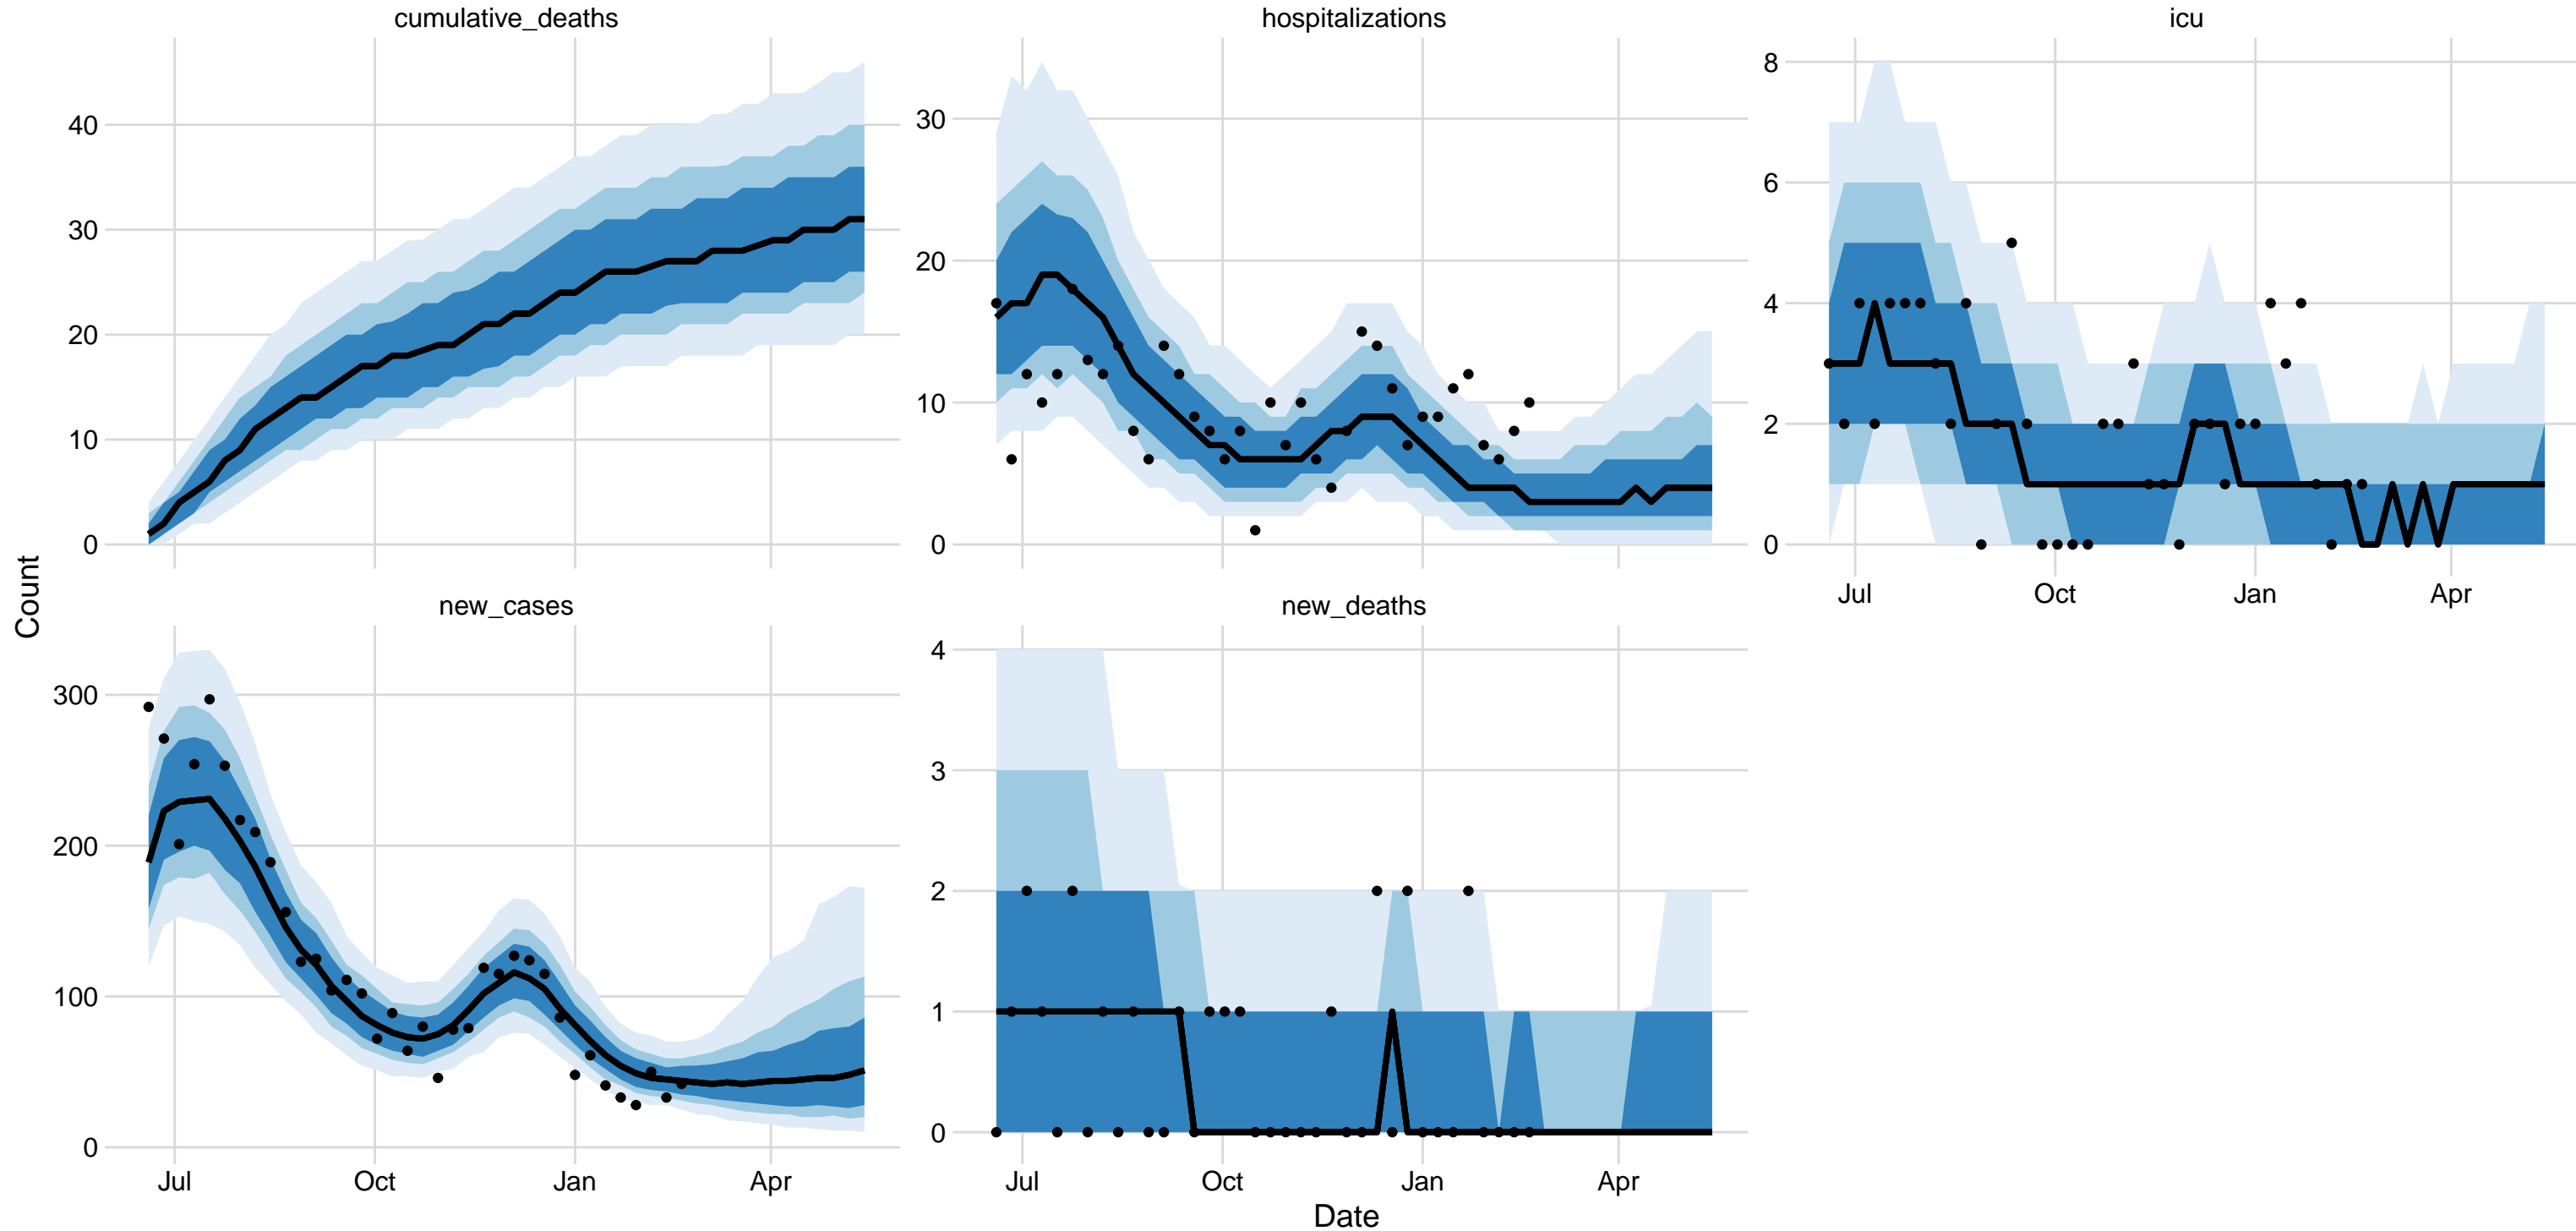 cumulative_deaths
hospitalizations
icu
40
30
20
10
0
30
20
10
0
8
6
4
2
0
Jul
Oct
Jan
Apr
Count
new_cases
new_deaths
300
200
100
0
4
3
2
1
0
Jul
Oct
Jan
Apr
Jul
Oct
Jan
Apr
Date